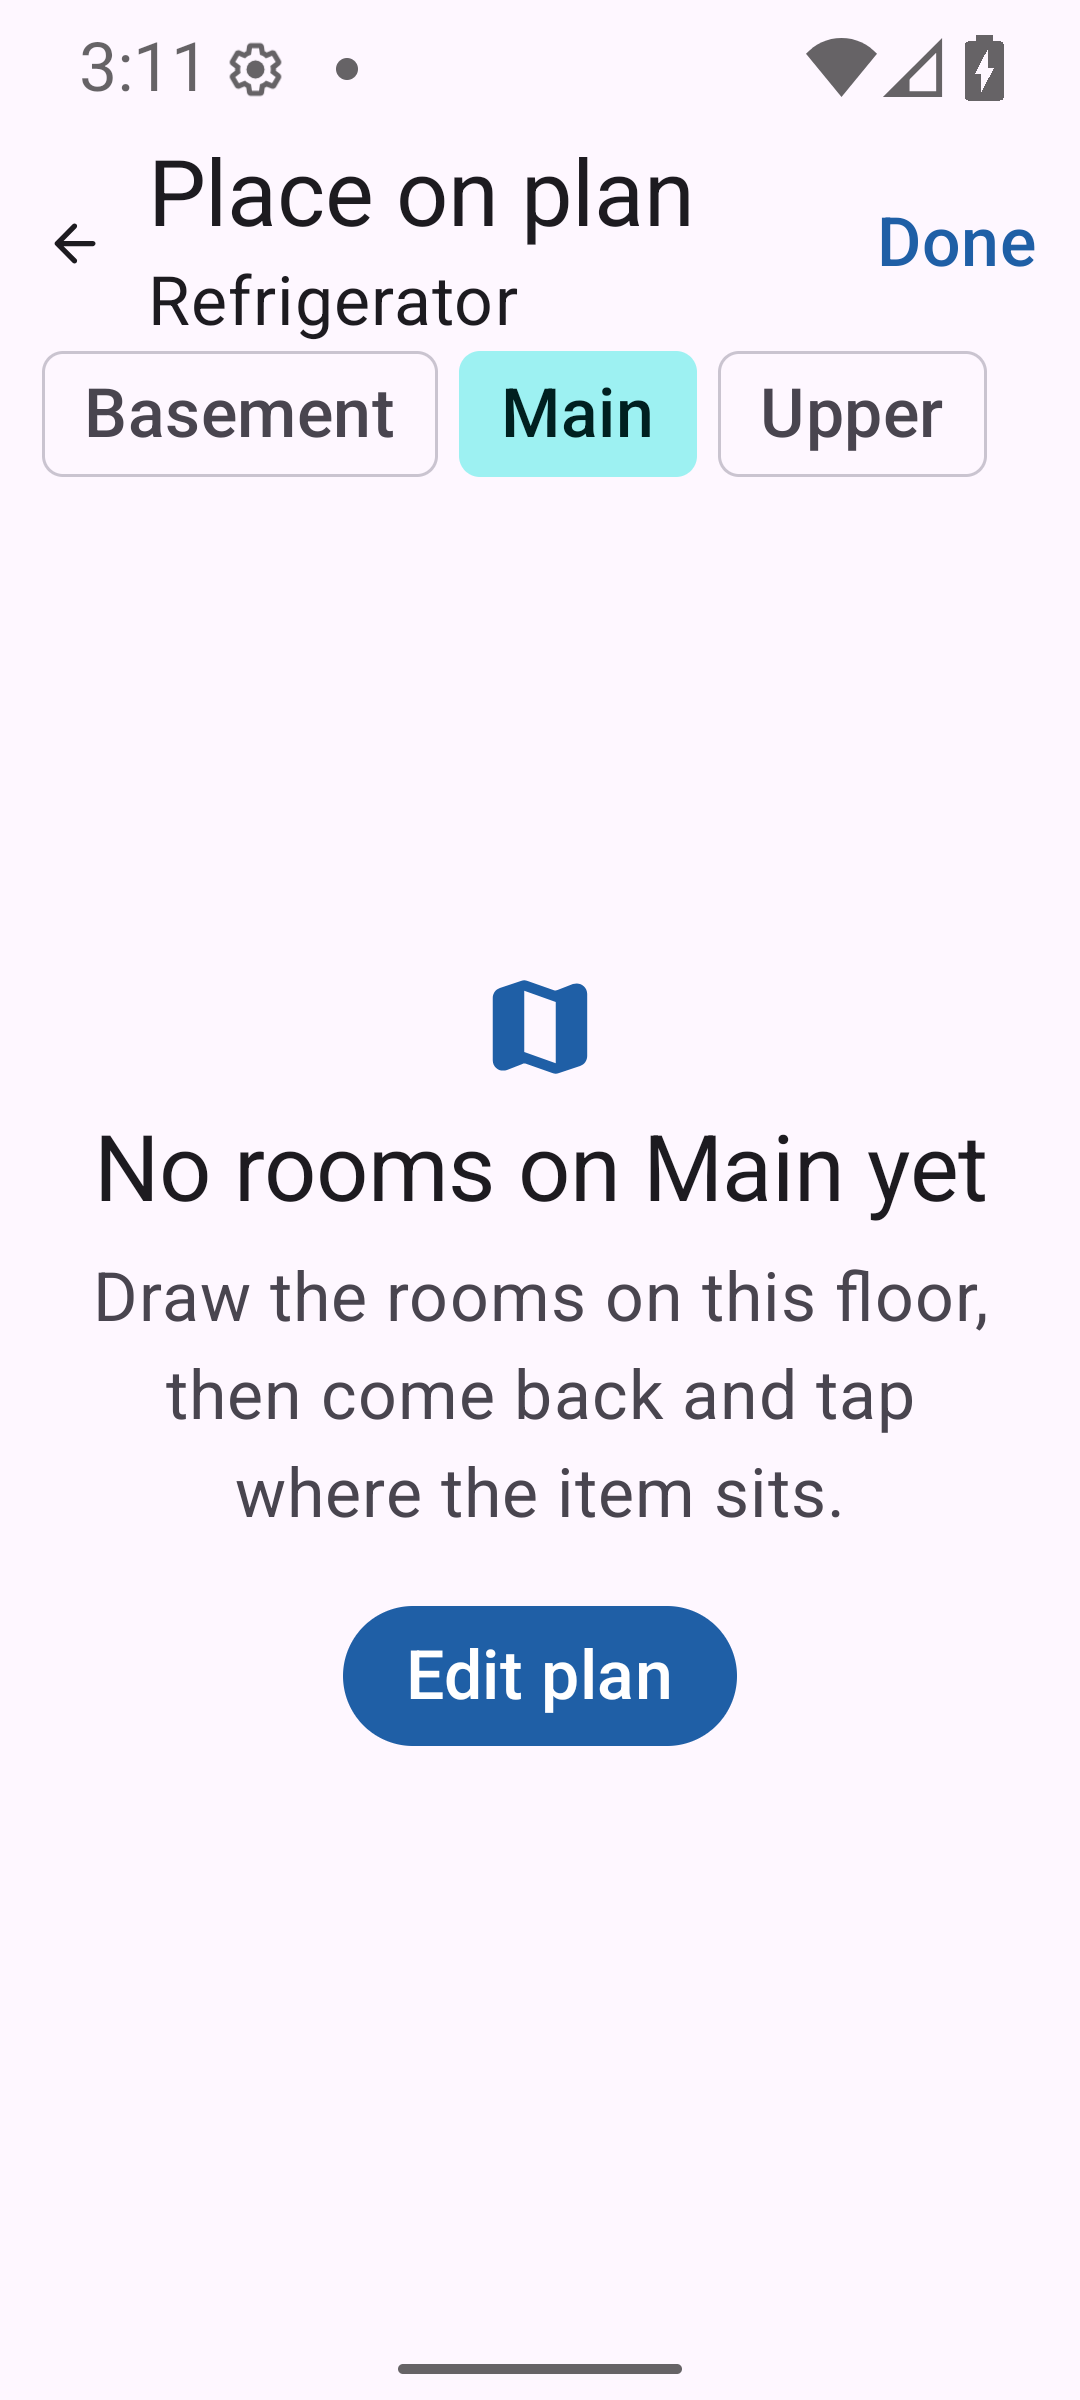 3:11
Place on plan
Done
Refrigerator
Basement
Main
Upper
No rooms on Main yet
Draw the rooms on this floor,
then come back and tap
where the item sits.
Edit plan